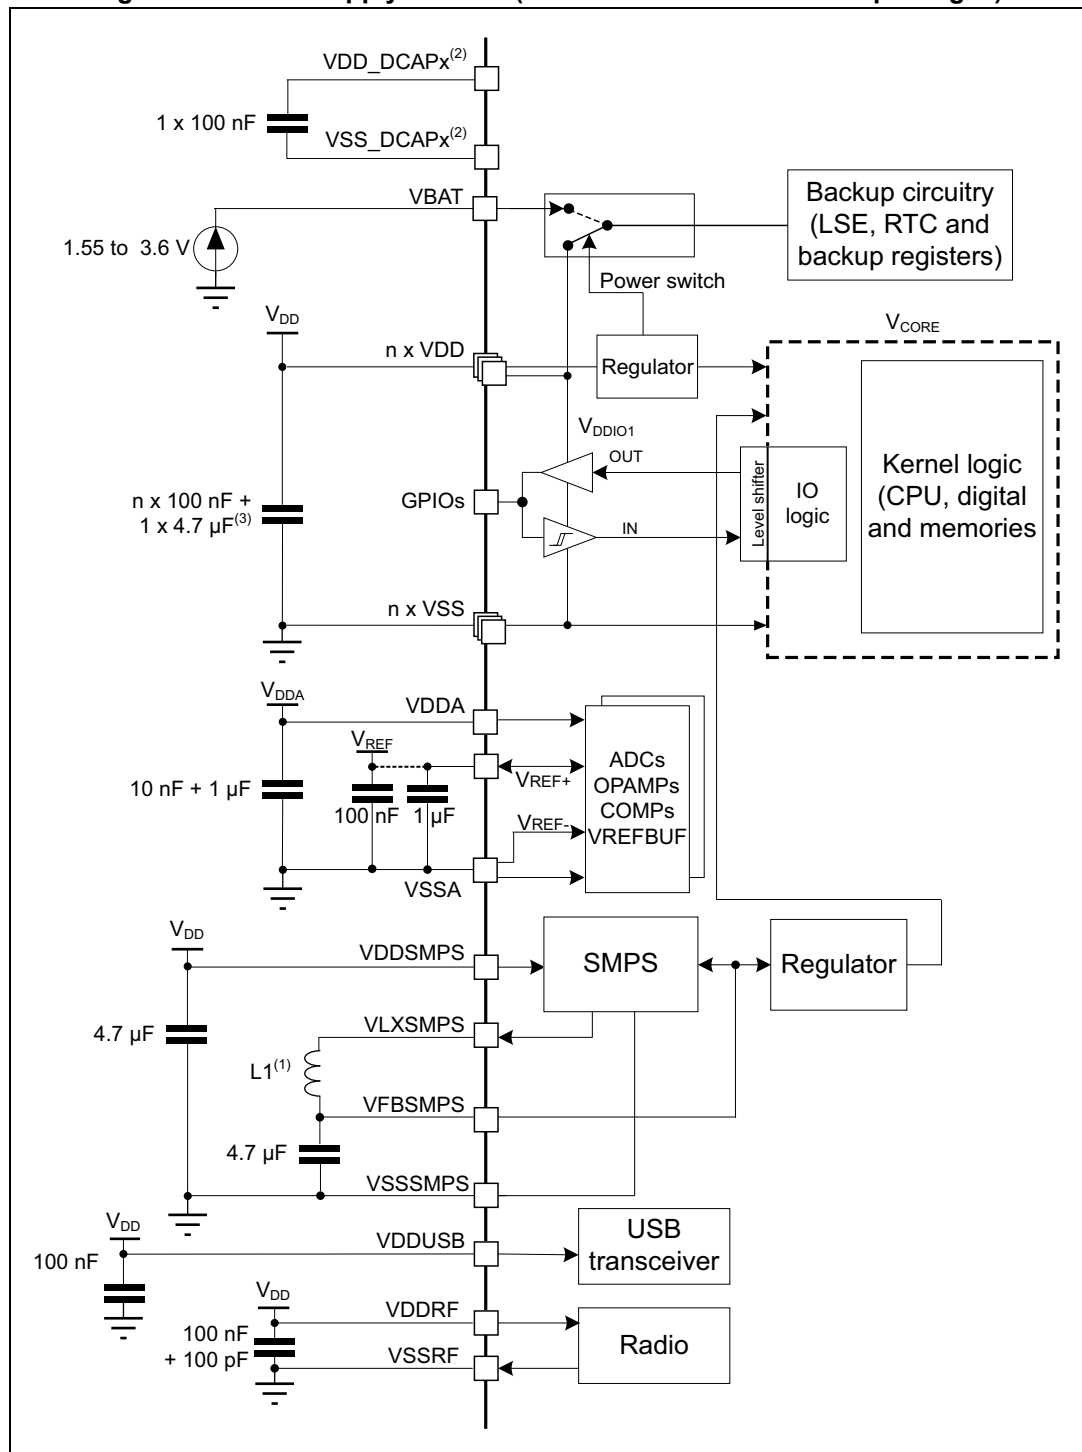 VDD_DCAPx(2)
1 x 100 nF
VSS_DCAPx(2)
VBAT
1.55 to 3.6 V
Backup circuitry
(LSE, RTC and
backup registers)
Power switch
VDD
n x VDD
Regulator
VCORE
VDDIO1
OUT
GPIOs
n x 100 nF +
1 x 4.7 µF(3)
IN
Level shifter
IO
logic
Kernel logic
(CPU, digital
and memories
n x VSS
VDDA
VDDA
VREF
10 nF + 1 µF
100 nF
1 µF
VREF+
VREF-
ADCs
OPAMPs
COMPs
VREFBUF
VSSA
VDD
VDDSMPS
SMPS
Regulator
4.7 µF
VLXSMPS
L1(1)
VFBSMPS
4.7 µF
VSSSMPS
VDD
100 nF
VDDUSB
USB
transceiver
VDD
VDDRF
100 nF
+ 100 pF
VSSRF
Radio